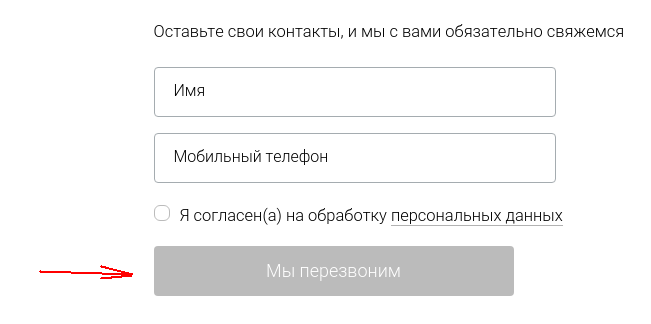 Оставьте свои контакты, и мы с вами обязательно свяжемся
Имя
Мобильный телефон
Я согласен(а) на обработку персональных данных
Мы перезвоним